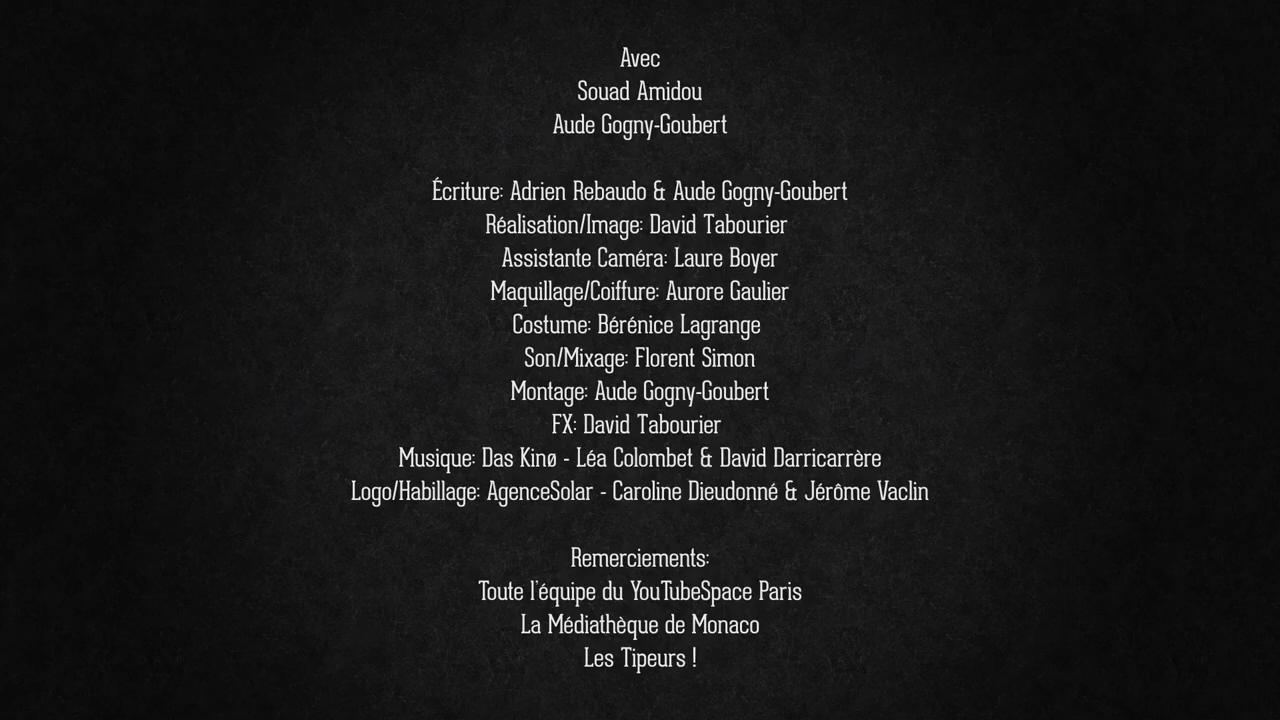 Avec
Souad Amidou
Aude Gogny-Goubert
Écriture: Adrien Rebaudo & Aude Gogny-Goubert
Réalisation/Image: David Tabourier
Assistante Caméra: Laure Boyer
Maquillage/Coiffure: Aurore Gaulier
Costume: Bérénice Lagrange
Son/Mixage: Florent Simon
Montage: Aude Gogny-Goubert
FX: David Tabourier
Musique: Das Kinø - Léa Colombet & David Darricarrère
Logo/Habillage: AgenceSolar - Caroline Dieudonné & Jérôme Vaclin
Remerciements:
Toute l'équipe du YouTubeSpace Paris
La Médiathèque de Monaco
Les Tipeurs !